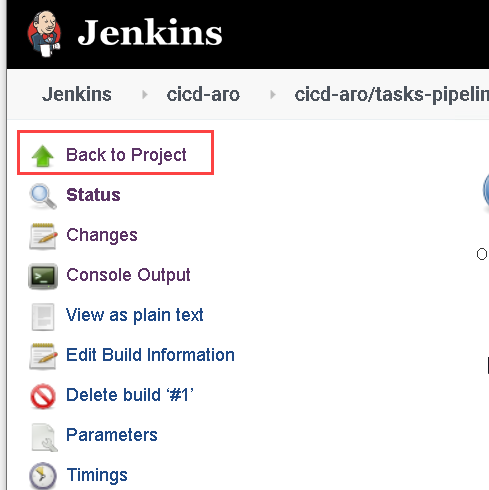 Jenkins
Jenkins cicd-aro cicd-aro/tasks-pipelin
Back to Project
Status
Changes
Console Output
View as plain text
Edit Build Information
Delete build ‘#1’
Parameters
Timings